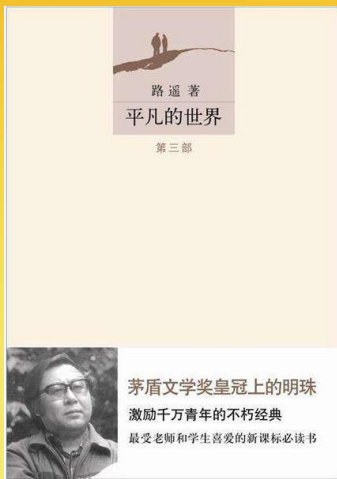 路遥 著
平凡的世界
第三部
茅盾文学奖皇冠上的明珠
激励千万青年的不朽经典
最受老师和学生喜爱的新课标必读书